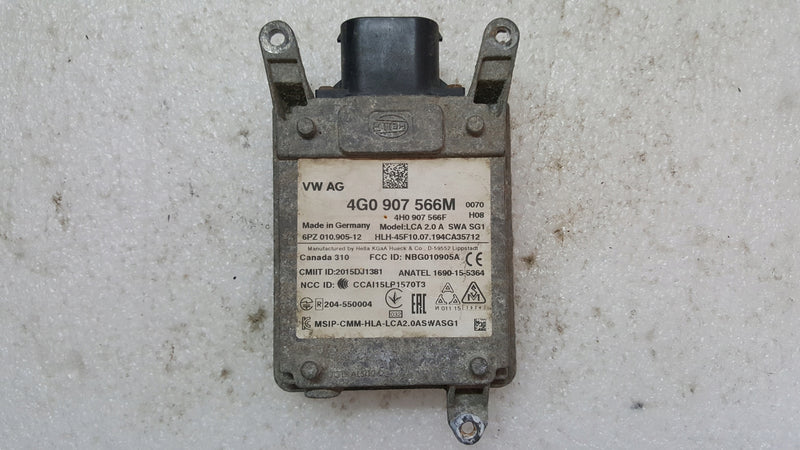 HELLA
VW AG
4G0 907 566M 0070
4H0 907 566F H08
Made in Germany Model:LCA 2.0 A SWA SG1
6PZ 010.905-12 HLH-45F10.07.194CA35712
Manufactured by Hella KGaA Hueck & Co., D-59552 Lippstadt
Canada 310 FCC ID: NBG010905A CE
CMIIT ID:2015DJ1381 ANATEL 1690-15-5364
NCC ID: CCAI15LP1570T3
R 204-550004 EAC
И 011 15
MSIP-CMM-HLA-LCA2.0ASWASG1